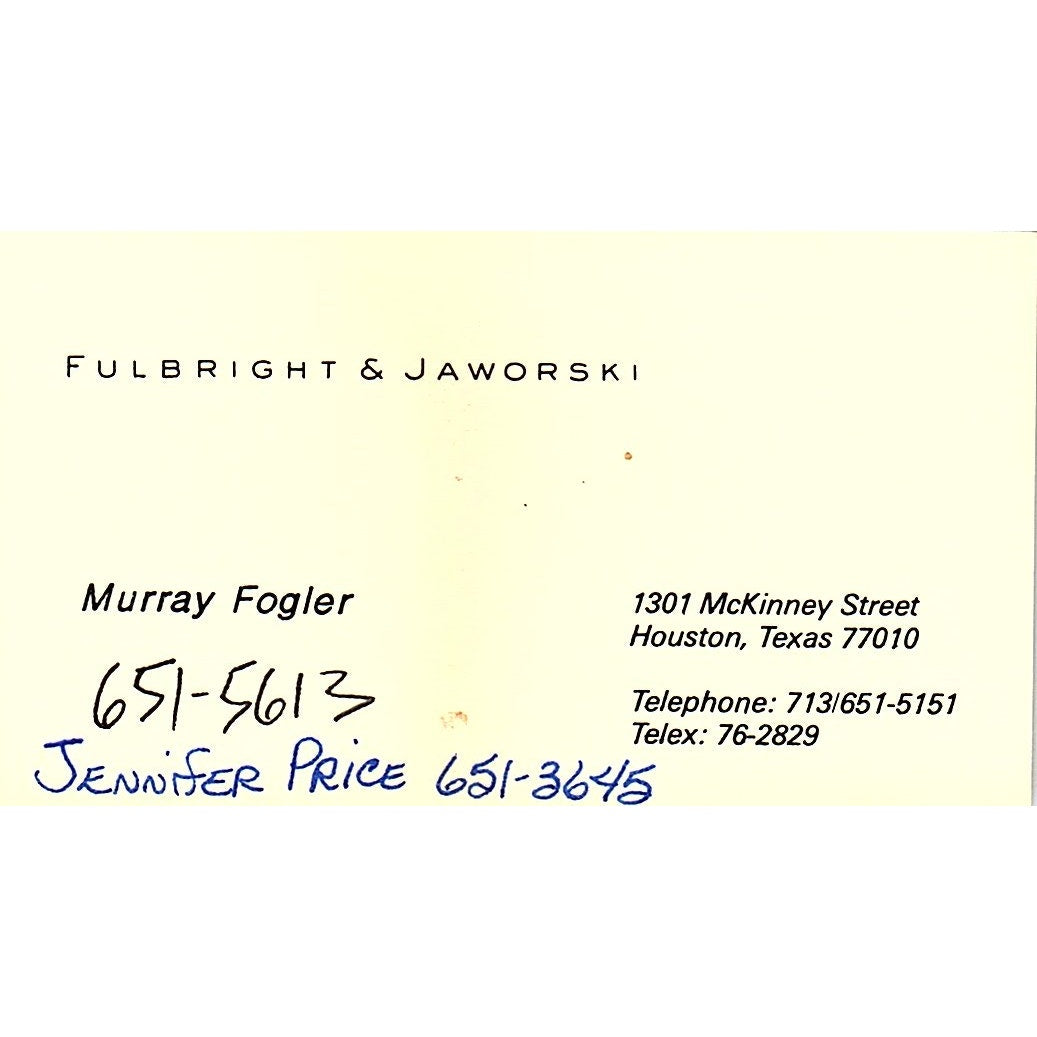 FULBRIGHT & JAWORSKI
Murray Fogler
651-5613
JENNIFER PRICE 651-3645
1301 McKinney Street
Houston, Texas 77010
Telephone: 713/651-5151
Telex: 76-2829